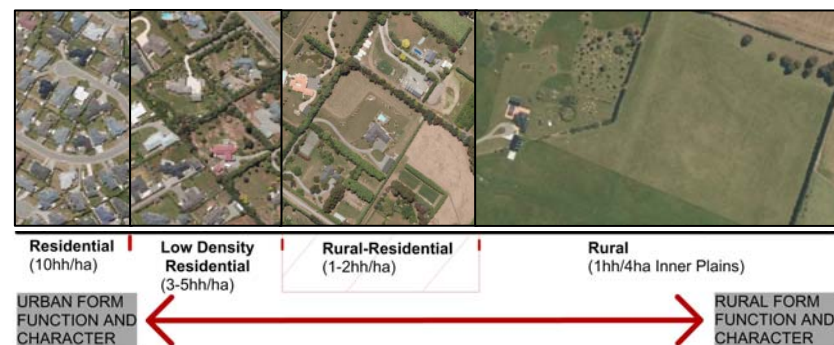 Residential
(10hh/ha)
Low Density
Residential
(3-5hh/ha)
Rural-Residential
(1-2hh/ha)
Rural
(1hh/4ha Inner Plains)
URBAN FORM
FUNCTION AND
CHARACTER
RURAL FORM
FUNCTION AND
CHARACTER